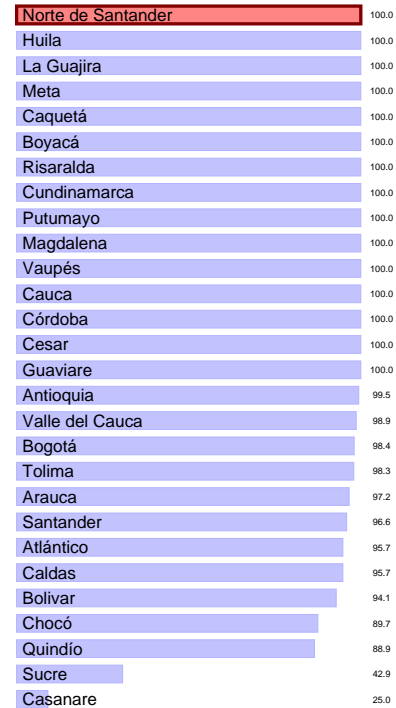 Norte de Santander 100.0
Huila 100.0
La Guajira 100.0
Meta 100.0
Caquetá 100.0
Boyacá 100.0
Risaralda 100.0
Cundinamarca 100.0
Putumayo 100.0
Magdalena 100.0
Vaupés 100.0
Cauca 100.0
Córdoba 100.0
Cesar 100.0
Guaviare 100.0
Antioquia 99.5
Valle del Cauca 98.9
Bogotá 98.4
Tolima 98.3
Arauca 97.2
Santander 96.6
Atlántico 95.7
Caldas 95.7
Bolivar 94.1
Chocó 89.7
Quindío 88.9
Sucre 42.9
Casanare 25.0